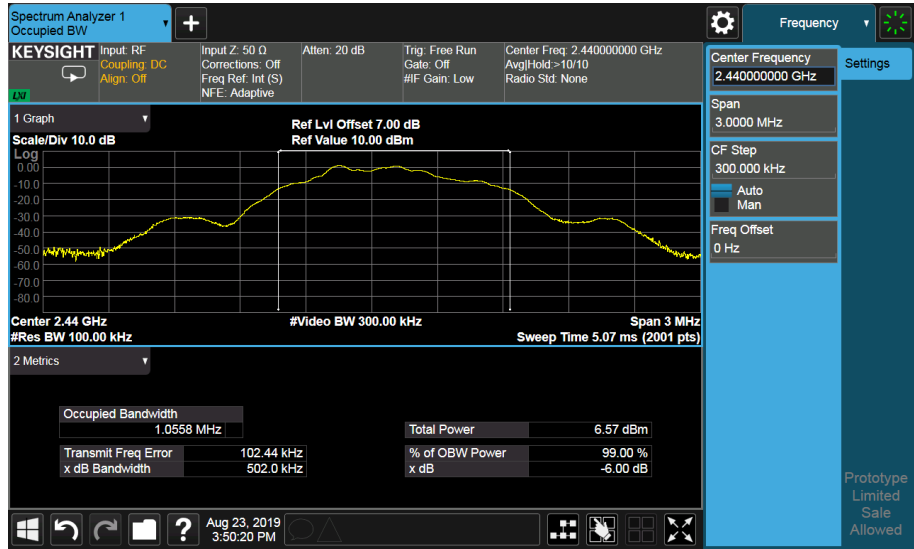 Spectrum Analyzer 1
Occupied BW
Frequency
KEYSIGHT
Input: RF
Coupling: DC
Align: Off
Input Z: 50 Ω
Corrections: Off
Freq Ref: Int (S)
NFE: Adaptive
Atten: 20 dB
Trig: Free Run
Gate: Off
#IF Gain: Low
Center Freq: 2.440000000 GHz
Avg|Hold:>10/10
Radio Std: None
LXI
Center Frequency
2.440000000 GHz
Settings
Span
3.0000 MHz
CF Step
300.000 kHz
Auto
Man
Freq Offset
0 Hz
1 Graph
Scale/Div 10.0 dB
Ref Lvl Offset 7.00 dB
Ref Value 10.00 dBm
Log
0.00
-10.0
-20.0
-30.0
-40.0
-50.0
-60.0
-70.0
-80.0
Center 2.44 GHz
#Video BW 300.00 kHz
Span 3 MHz
#Res BW 100.00 kHz
Sweep Time 5.07 ms (2001 pts)
2 Metrics
Occupied Bandwidth
1.0558 MHz
Total Power 6.57 dBm
Transmit Freq Error 102.44 kHz
% of OBW Power 99.00 %
x dB Bandwidth 502.0 kHz
x dB -6.00 dB
Prototype
Limited
Sale
Allowed
?
Aug 23, 2019
3:50:20 PM